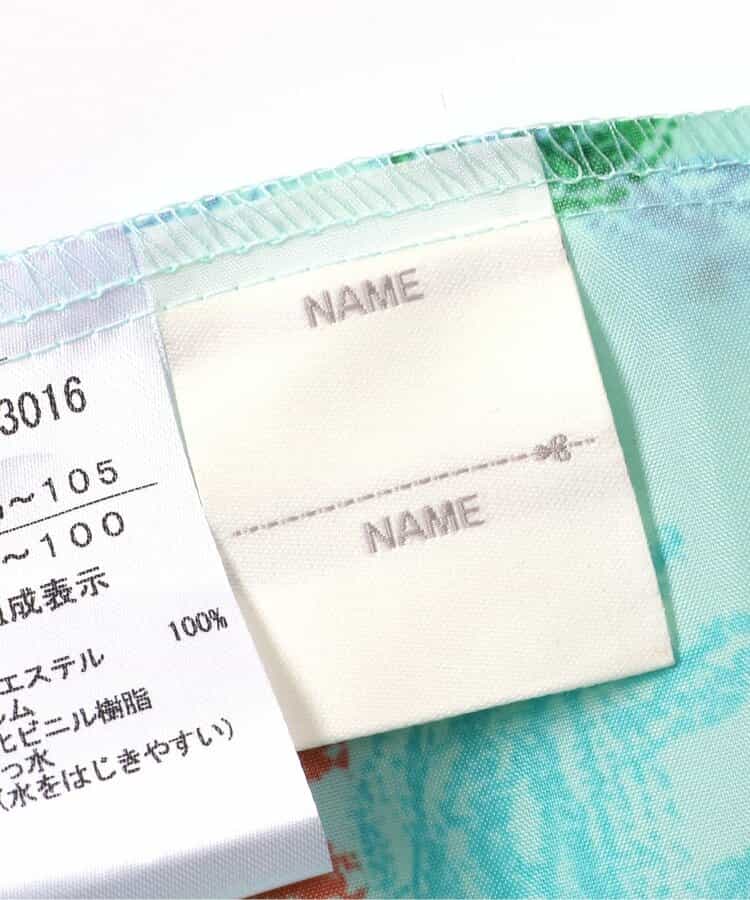 NAME
NAME
3016
～105
～100
成表示
100%
エステル
ム
ビニル樹脂
っ水
(水をはじきやすい)